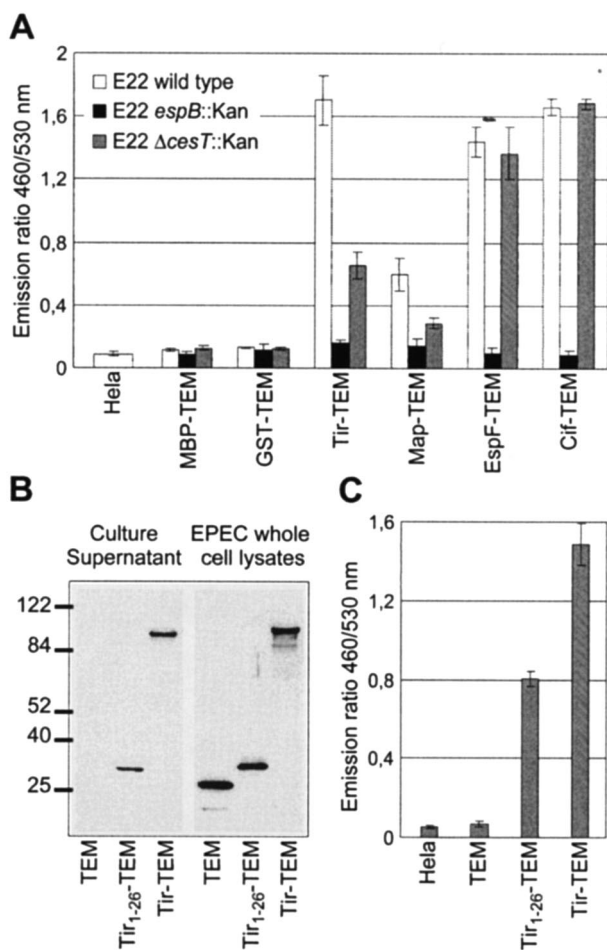 A
Emission ratio 460/530 nm
2
1,6
1,2
0,8
0,4
0
E22 wild type
E22 espB::Kan
E22 ΔcesT::Kan
Hela
MBP-TEM
GST-TEM
Tir-TEM
Map-TEM
EspF-TEM
Cif-TEM
B
Culture
Supernatant
EPEC whole
cell lysates
122
84
52
40
25
TEM
Tir1-26-TEM
Tir-TEM
TEM
Tir1-26-TEM
Tir-TEM
C
Emission ratio 460/530 nm
1,6
1,2
0,8
0,4
0
Hela
TEM
Tir1-26-TEM
Tir-TEM